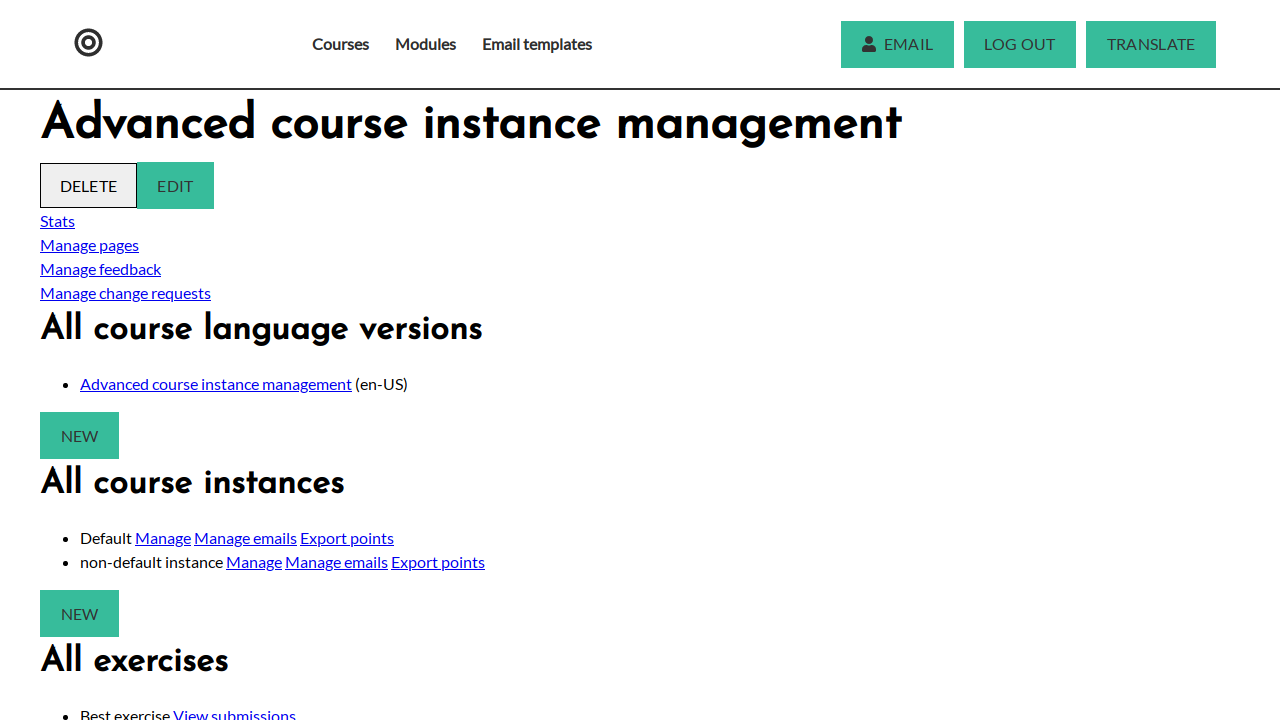 Courses Modules Email templates EMAIL LOG OUT TRANSLATE
Advanced course instance management
DELETE EDIT
Stats
Manage pages
Manage feedback
Manage change requests
All course language versions
Advanced course instance management (en-US)
NEW
All course instances
Default Manage Manage emails Export points
non-default instance Manage Manage emails Export points
NEW
All exercises
Best exercise View submissions